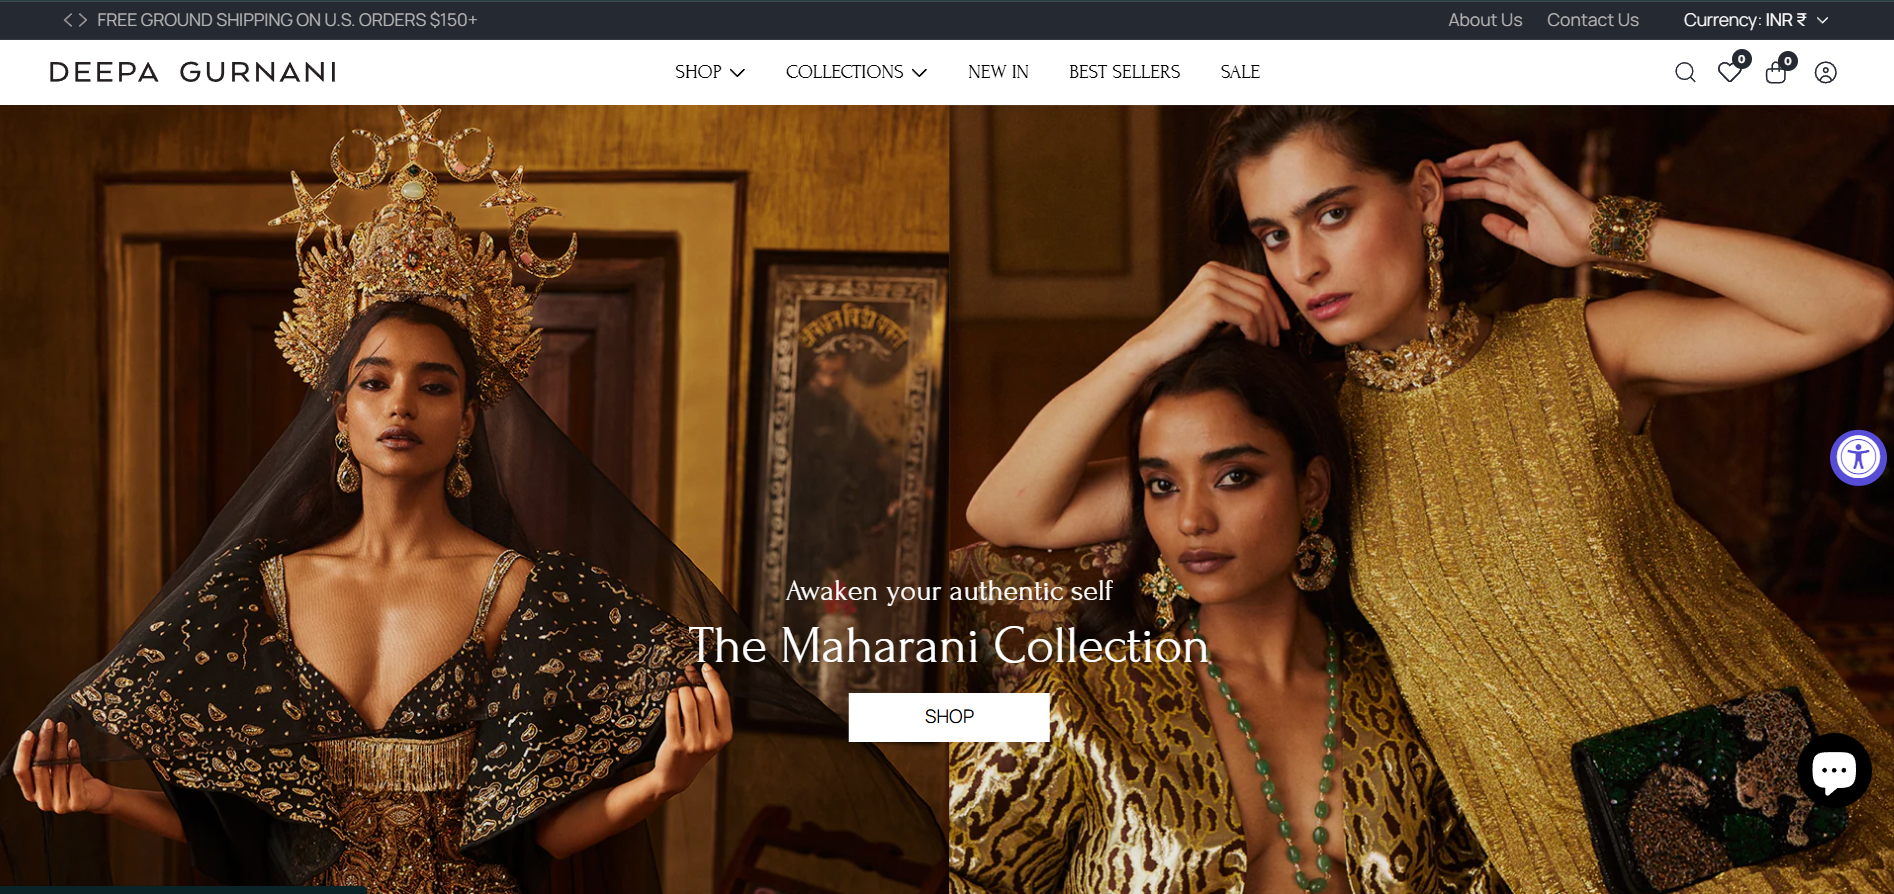 FREE GROUND SHIPPING ON U.S. ORDERS $150+
About Us
Contact Us
Currency: INR ₹
DEEPA GURNANI
SHOP
COLLECTIONS
NEW IN
BEST SELLERS
SALE
0
0
Awaken your authentic self
The Maharani Collection
SHOP